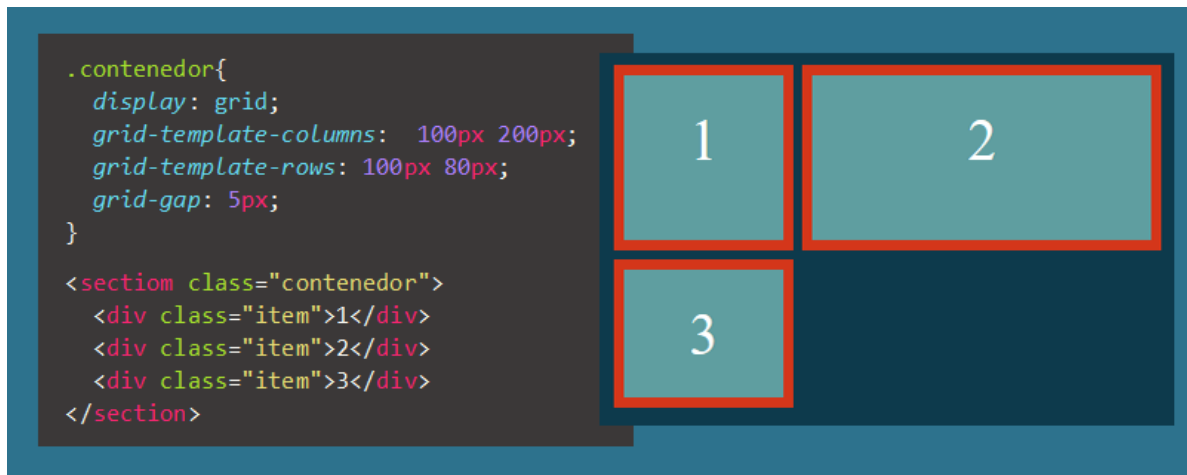 .contenedor{
  display: grid;
  grid-template-columns:  100px 200px;
  grid-template-rows: 100px 80px;
  grid-gap: 5px;
}
<sectiom class="contenedor">
  <div class="item">1</div>
  <div class="item">2</div>
  <div class="item">3</div>
</section>
1
2
3